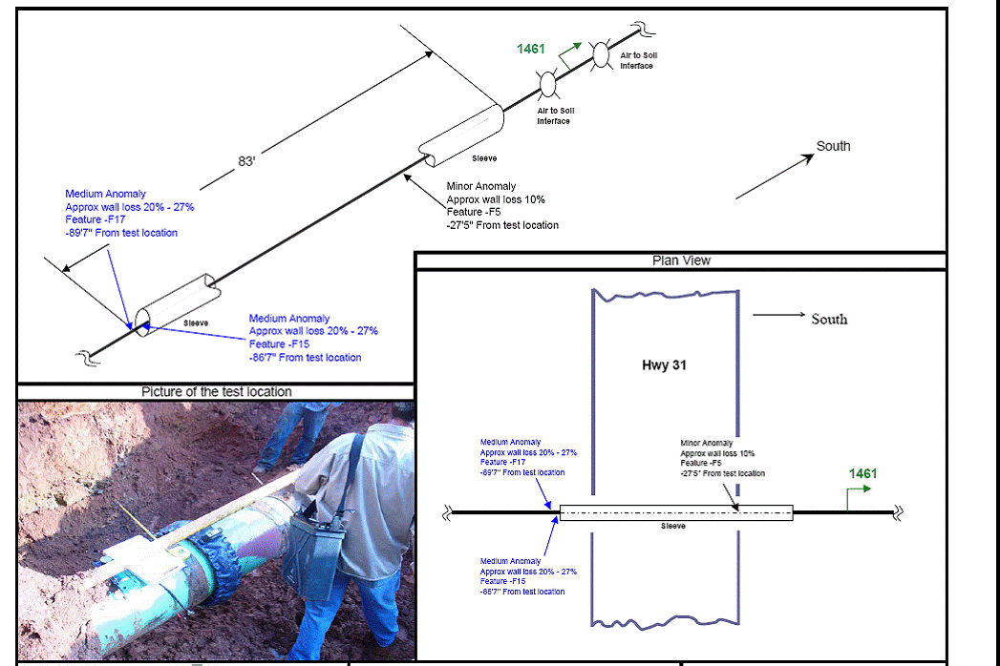 1461
Air to Soil
Interface
Air to Soil
Interface
Sleeve
83'
South
Minor Anomaly
Approx wall loss 10%
Feature -F5
-27'5" From test location
Medium Anomaly
Approx wall loss 20% - 27%
Feature -F17
-89'7" From test location
Sleeve
Medium Anomaly
Approx wall loss 20% - 27%
Feature -F15
-86'7" From test location
Plan View
South
Hwy 31
Medium Anomaly
Approx wall loss 20% - 27%
Feature -F17
-89'7" From test location
Minor Anomaly
Approx wall loss 10%
Feature -F5
-27'5" From test location
1461
Sleeve
Medium Anomaly
Approx wall loss 20% - 27%
Feature -F15
-86'7" From test location
Picture of the test location